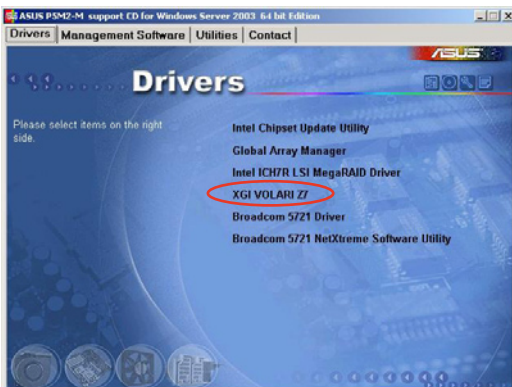 ASUS P5M2-M support CD for Windows Server 2003 64 bit Edition
Drivers Management Software Utilities Contact
ASUS
Drivers
Please select items on the right
side.
Intel Chipset Update Utility
Global Array Manager
Intel ICH7R LSI MegaRAID Driver
XGI VOLARI Z7
Broadcom 5721 Driver
Broadcom 5721 NetXtreme Software Utility